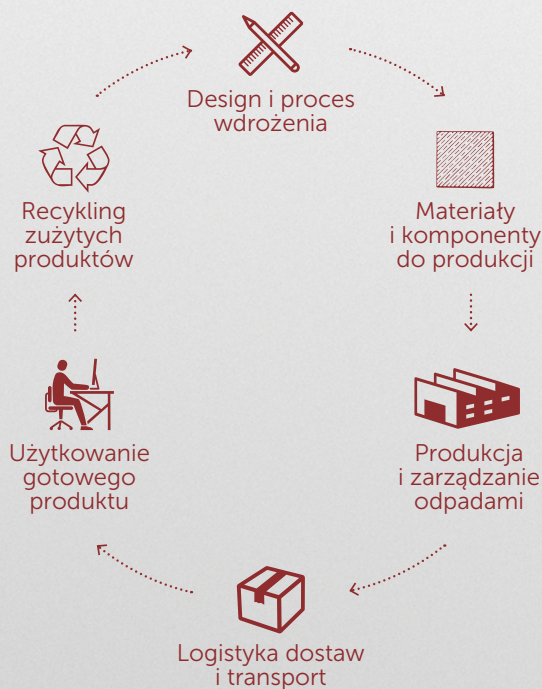 Design i proces
wdrożenia
Materiały
i komponenty
do produkcji
Produkcja
i zarządzanie
odpadami
Logistyka dostaw
i transport
Użytkowanie
gotowego
produktu
Recykling
zużytych
produktów